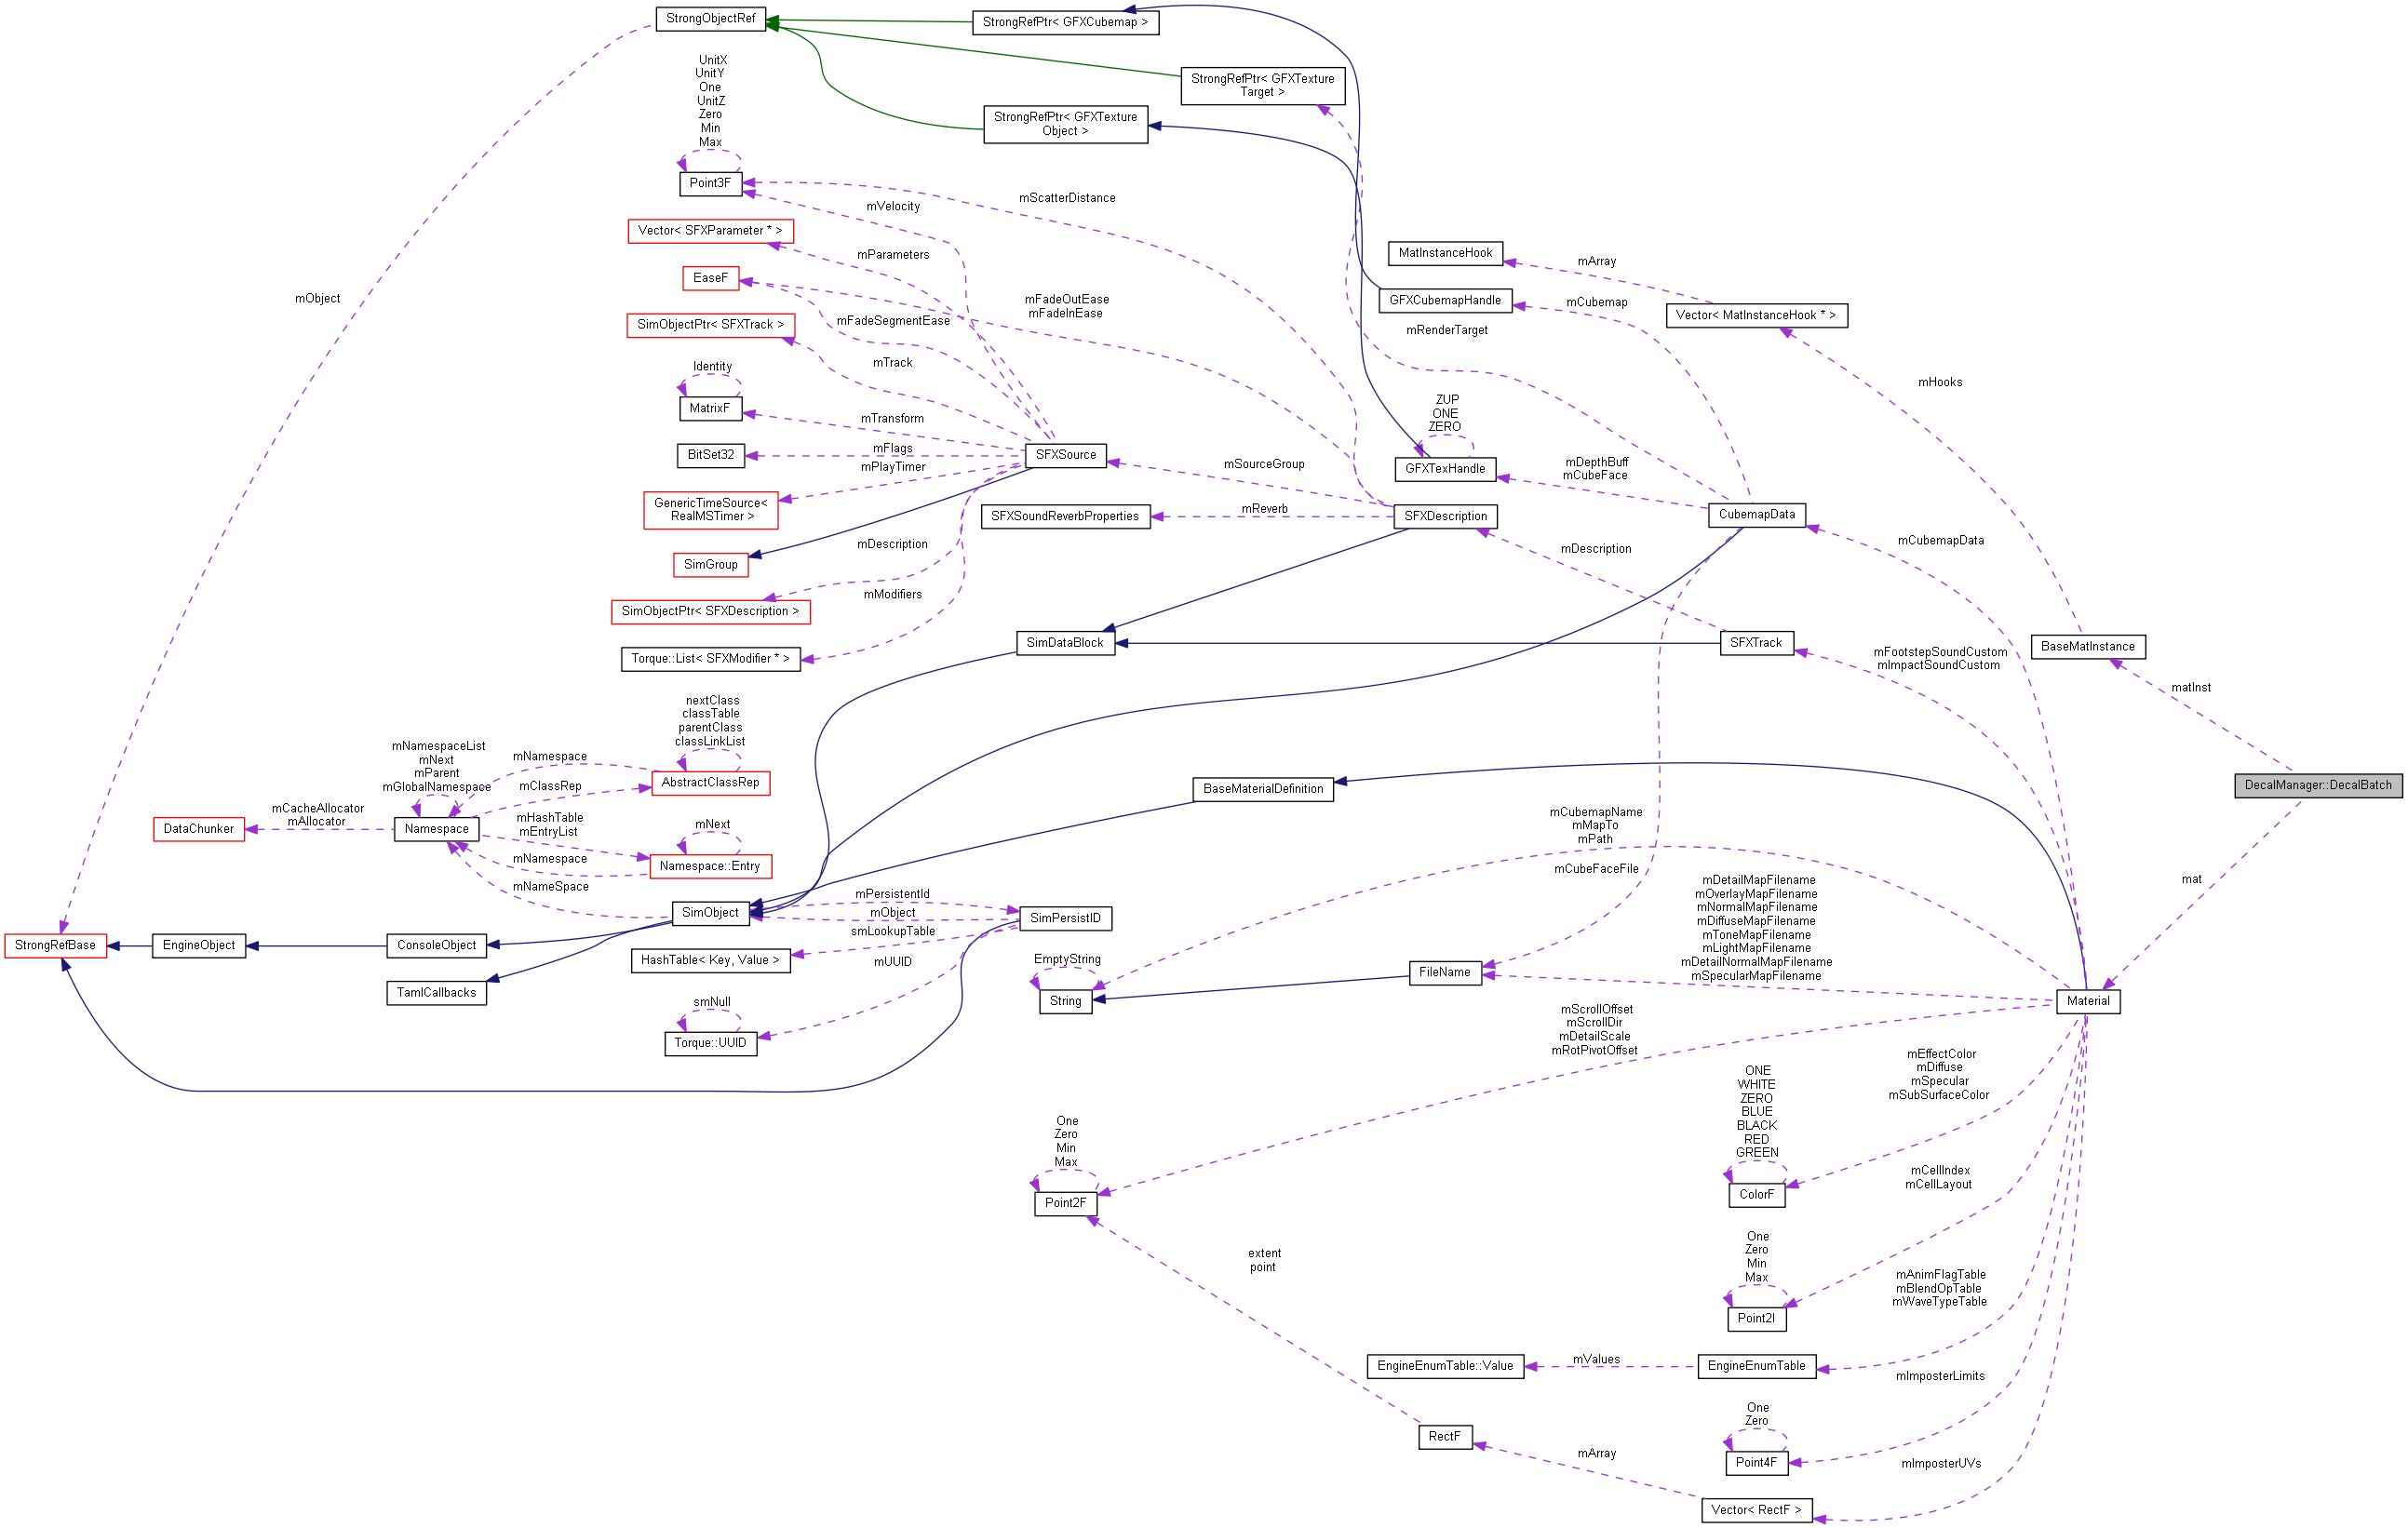 StrongObjectRef
StrongRefPtr< GFXCubemap >
StrongRefPtr< GFXTexture
Target >
StrongRefPtr< GFXTexture
Object >
UnitX
UnitY
One
UnitZ
Zero
Min
Max
Point3F
mObject
mVelocity
mScatterDistance
Vector< SFXParameter * >
mParameters
EaseF
mFadeOutEase
mFadeInEase
mFadeSegmentEase
SimObjectPtr< SFXTrack >
mTrack
Identity
MatrixF
mTransform
BitSet32
mFlags
mPlayTimer
SFXSource
GenericTimeSource<
RealMSTimer >
SimGroup
mDescription
SimObjectPtr< SFXDescription >
mModifiers
Torque::List< SFXModifier * >
mSourceGroup
SFXSoundReverbProperties
mReverb
SFXDescription
SimDataBlock
MatInstanceHook
mArray
GFXCubemapHandle
mCubemap
Vector< MatInstanceHook * >
mRenderTarget
mHooks
ZUP
ONE
ZERO
GFXTexHandle
mDepthBuff
mCubeFace
CubemapData
mDescription
SFXTrack
mCubemapData
mFootstepSoundCustom
mImpactSoundCustom
BaseMatInstance
matInst
DecalManager::DecalBatch
mat
nextClass
classTable
parentClass
classLinkList
AbstractClassRep
mNamespaceList
mNext
mParent
mGlobalNamespace
Namespace
mNamespace
mClassRep
mCacheAllocator
mAllocator
DataChunker
mHashTable
mEntryList
mNamespace
mNext
Namespace::Entry
mNameSpace
BaseMaterialDefinition
mCubemapName
mMapTo
mPath
mCubeFaceFile
mDetailMapFilename
mOverlayMapFilename
mNormalMapFilename
mDiffuseMapFilename
mToneMapFilename
mLightMapFilename
mDetailNormalMapFilename
mSpecularMapFilename
SimObject
mPersistentId
mObject
smLookupTable
SimPersistID
StrongRefBase
EngineObject
ConsoleObject
TamlCallbacks
HashTable< Key, Value >
mUUID
smNull
Torque::UUID
EmptyString
String
FileName
Material
mScrollOffset
mScrollDir
mDetailScale
mRotPivotOffset
mEffectColor
mDiffuse
mSpecular
mSubSurfaceColor
ONE
WHITE
ZERO
BLUE
BLACK
RED
GREEN
ColorF
One
Zero
Min
Max
Point2F
mCellIndex
mCellLayout
One
Zero
Min
Max
Point2I
extent
point
mAnimFlagTable
mBlendOpTable
mWaveTypeTable
EngineEnumTable::Value
mValues
EngineEnumTable
mImposterLimits
One
Zero
Point4F
RectF
mArray
Vector< RectF >
mImposterUVs